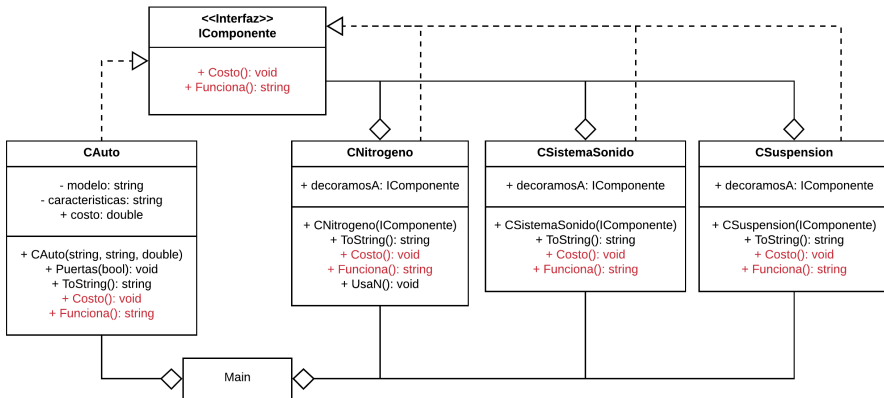 <<Interfaz>>
IComponente
+ Costo(): void
+ Funciona(): string
CAuto
- modelo: string
- caracteristicas: string
+ costo: double
+ CAuto(string, string, double)
+ Puertas(bool): void
+ ToString(): string
+ Costo(): void
+ Funciona(): string
CNitrogeno
+ decoramosA: IComponente
+ CNitrogeno(IComponente)
+ ToString(): string
+ Costo(): void
+ Funciona(): string
+ UsaN(): void
CSistemaSonido
+ decoramosA: IComponente
+ CSistemaSonido(IComponente)
+ ToString(): string
+ Costo(): void
+ Funciona(): string
CSuspension
+ decoramosA: IComponente
+ CSuspension(IComponente)
+ ToString(): string
+ Costo(): void
+ Funciona(): string
Main